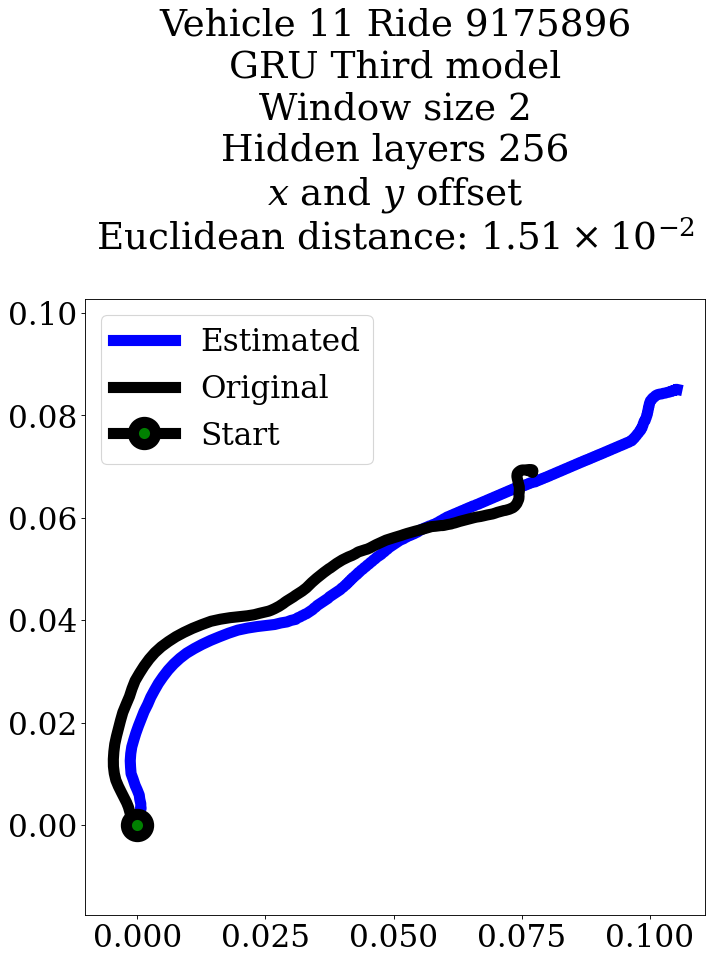 Vehicle 11 Ride 9175896
GRU Third model
Window size 2
Hidden layers 256
x and y offset
Euclidean distance: 1.51 × 10⁻²
0.10
Estimated
Original
0.08
Start
0.06
0.04
0.02
0.00
0.000 0.025 0.050 0.075 0.100